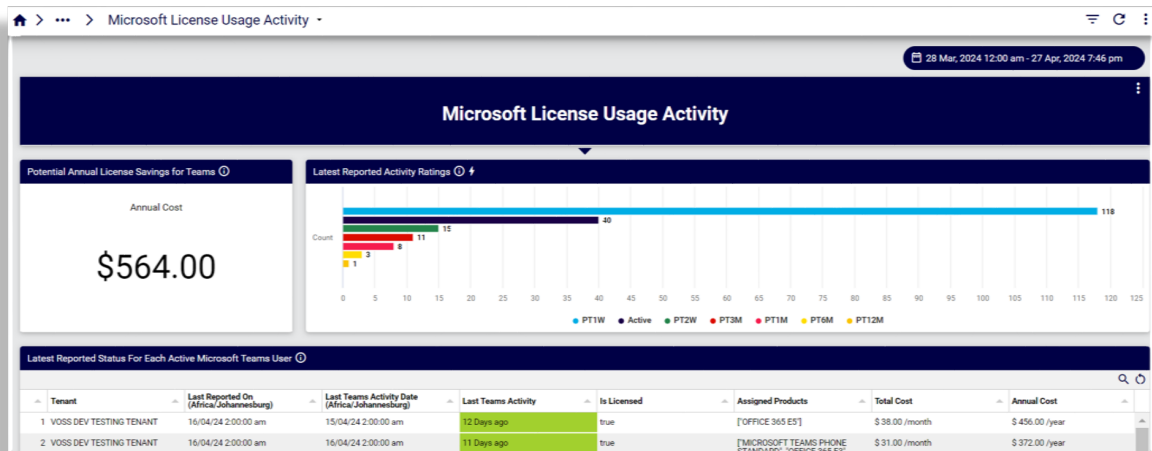 Microsoft License Usage Activity
28 Mar, 2024 12:00 am - 27 Apr, 2024 7:46 pm
Microsoft License Usage Activity
Potential Annual License Savings for Teams
Annual Cost
$564.00
Latest Reported Activity Ratings
Count
118
40
15
11
8
3
1
0 5 10 15 20 25 30 35 40 45 50 55 60 65 70 75 80 85 90 95 100 105 110 115 120 125
PT1W Active PT2W PT3M PT1M PT6M PT12M
Latest Reported Status For Each Active Microsoft Teams User
Tenant Last Reported On (Africa/Johannesburg) Last Teams Activity Date (Africa/Johannesburg) Last Teams Activity Is Licensed Assigned Products Total Cost Annual Cost
1 VOSS DEV TESTING TENANT 16/04/24 2:00:00 am 15/04/24 2:00:00 am 12 Days ago true ["OFFICE 365 E5"] $ 38.00 /month $ 456.00 /year
2 VOSS DEV TESTING TENANT 16/04/24 2:00:00 am 16/04/24 2:00:00 am 11 Days ago true ["MICROSOFT TEAMS PHONE $ 31.00 /month $ 372.00 /year
STANDARD", "OFFICE 365 E3"